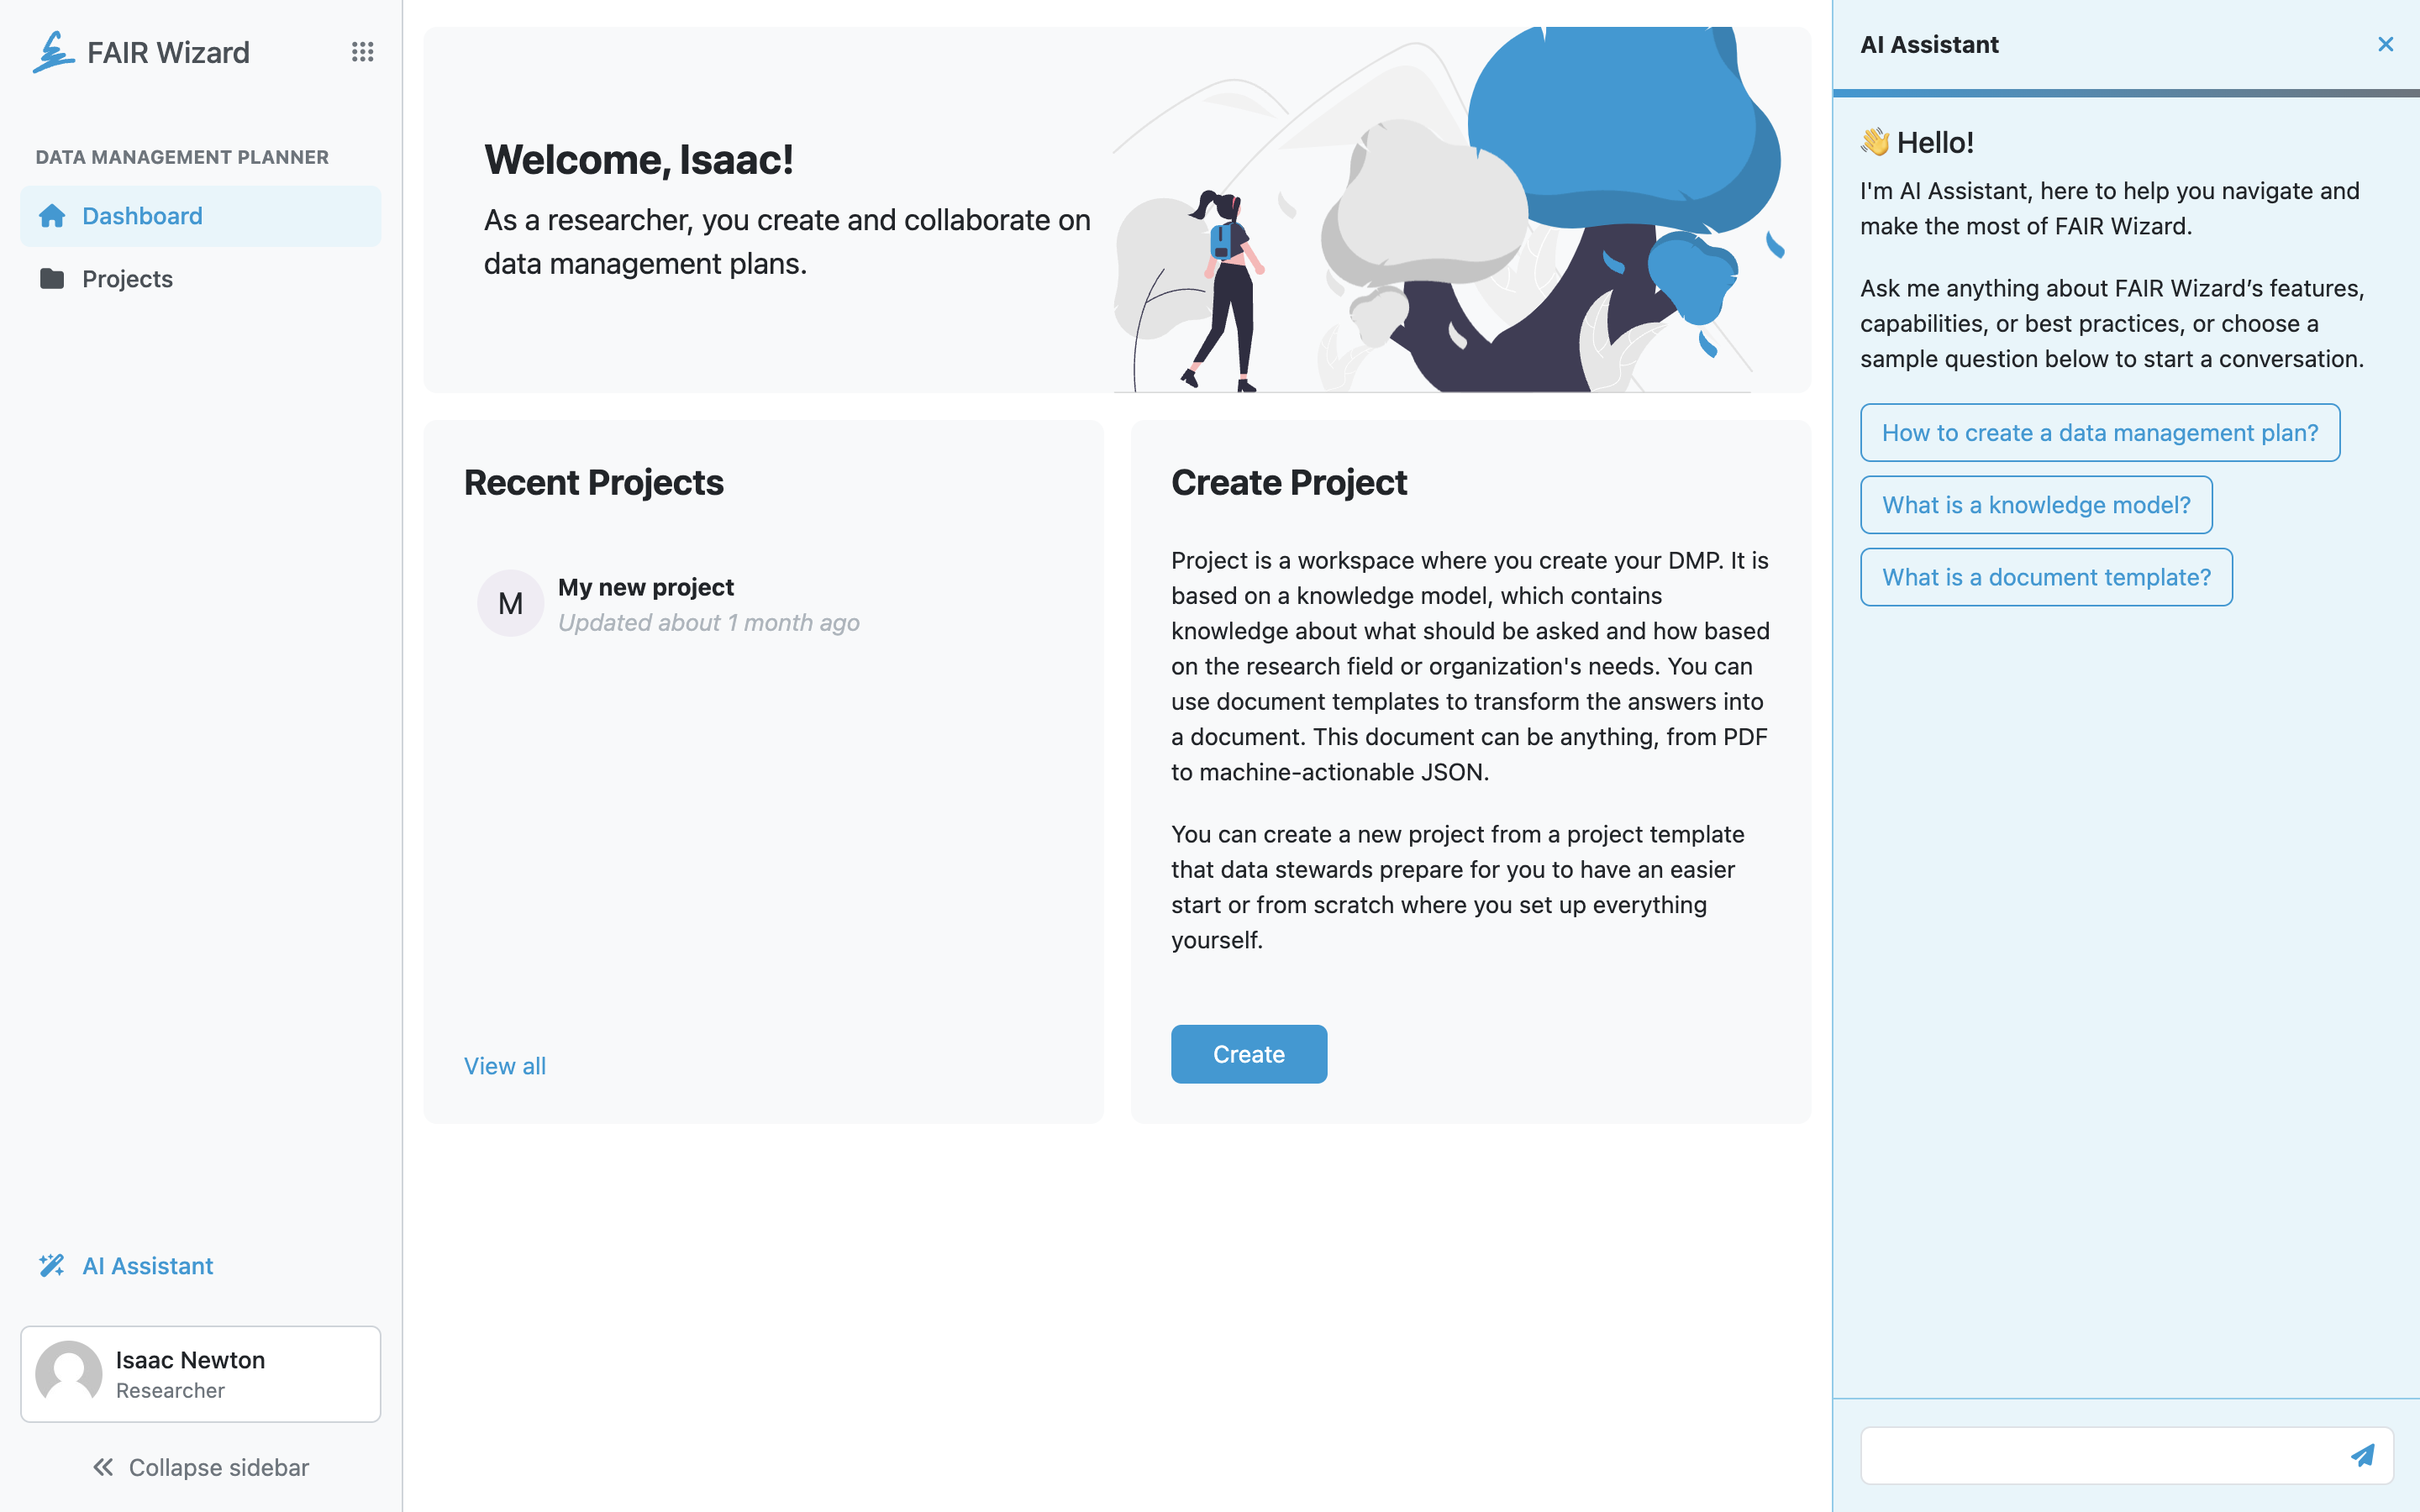 FAIR Wizard
DATA MANAGEMENT PLANNER
Dashboard
Projects
AI Assistant
Isaac Newton
Researcher
Collapse sidebar
Welcome, Isaac!
As a researcher, you create and collaborate on
data management plans.
Recent Projects
M
My new project
Updated about 1 month ago
View all
Create Project
Project is a workspace where you create your DMP. It is
based on a knowledge model, which contains
knowledge about what should be asked and how based
on the research field or organization's needs. You can
use document templates to transform the answers into
a document. This document can be anything, from PDF
to machine-actionable JSON.
You can create a new project from a project template
that data stewards prepare for you to have an easier
start or from scratch where you set up everything
yourself.
Create
AI Assistant
👋 Hello!
I'm AI Assistant, here to help you navigate and
make the most of FAIR Wizard.
Ask me anything about FAIR Wizard’s features,
capabilities, or best practices, or choose a
sample question below to start a conversation.
How to create a data management plan?
What is a knowledge model?
What is a document template?